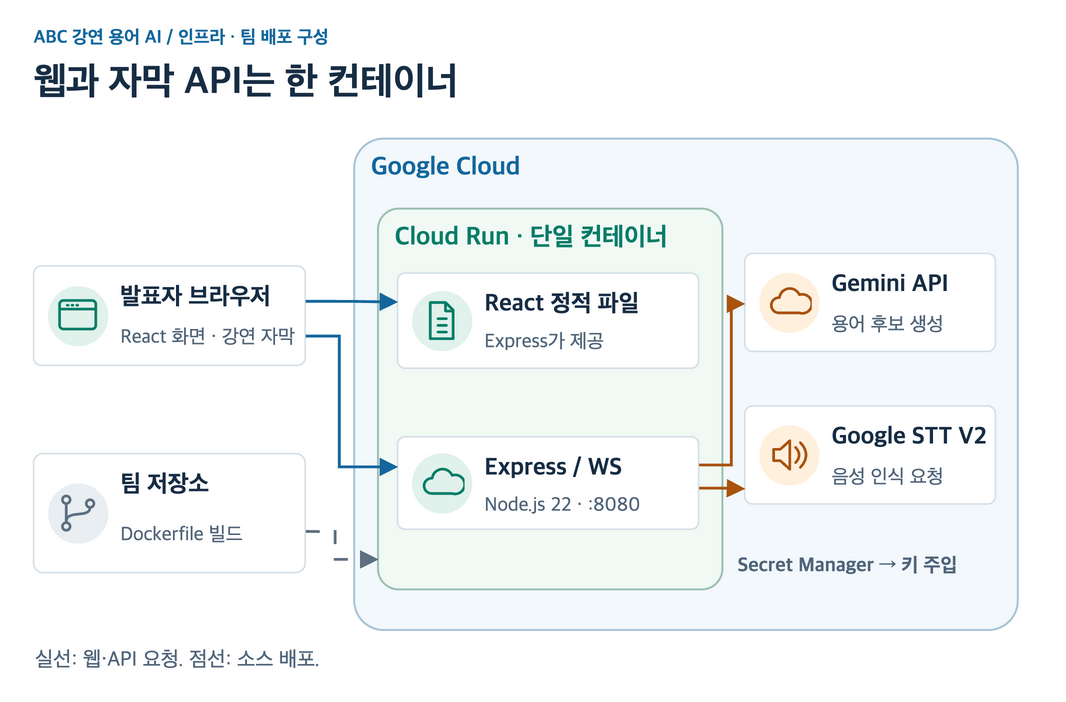 ABC 강연 용어 AI / 인프라 · 팀 배포 구성
웹과 자막 API는 한 컨테이너
Google Cloud
Cloud Run · 단일 컨테이너
발표자 브라우저
React 화면 · 강연 자막
React 정적 파일
Express가 제공
Gemini API
용어 후보 생성
팀 저장소
Dockerfile 빌드
Express / WS
Node.js 22 · :8080
Google STT V2
음성 인식 요청
Secret Manager → 키 주입
실선: 웹·API 요청. 점선: 소스 배포.